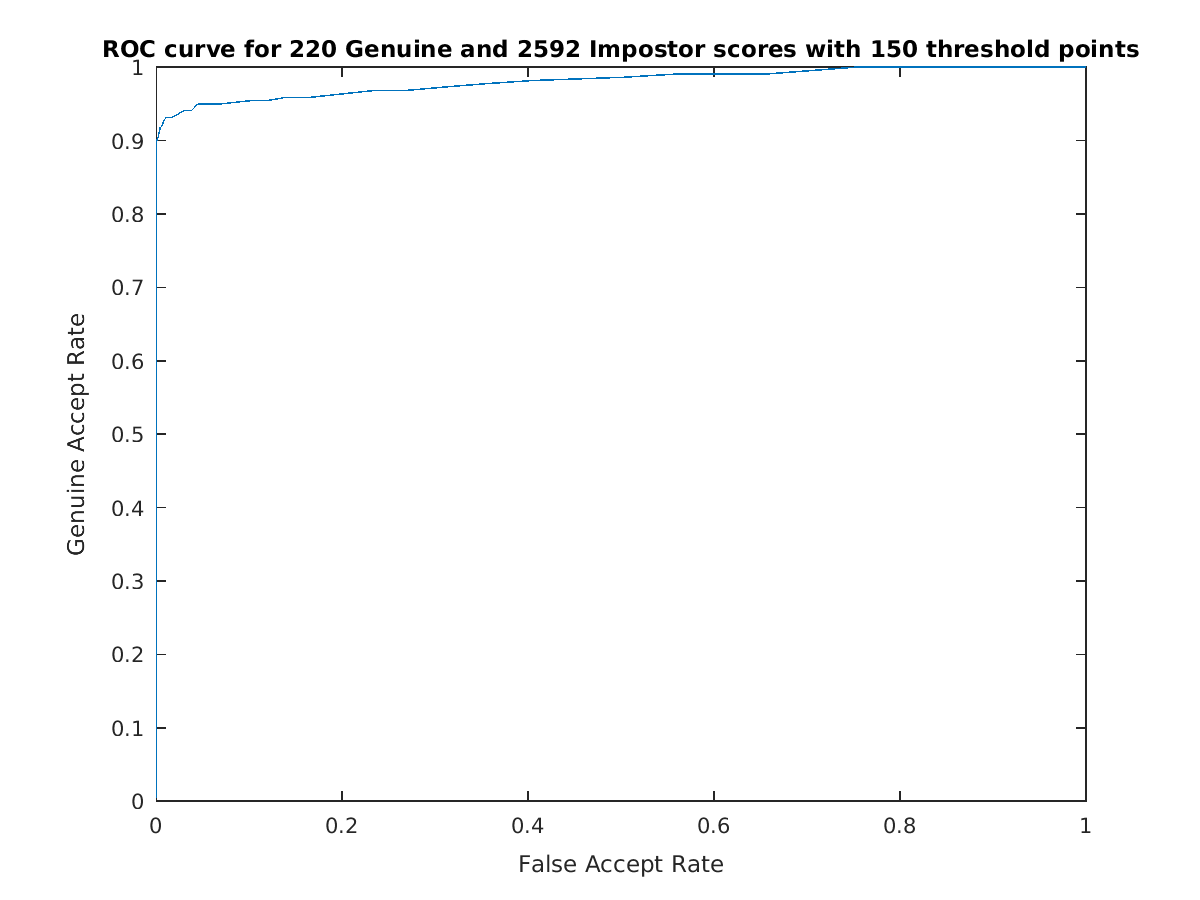 ROC curve for 220 Genuine and 2592 Impostor scores with 150 threshold points
1
0.9
0.8
0.7
0.6
0.5
0.4
0.3
0.2
0.1
0
Genuine Accept Rate
0 0.2 0.4 0.6 0.8 1
False Accept Rate